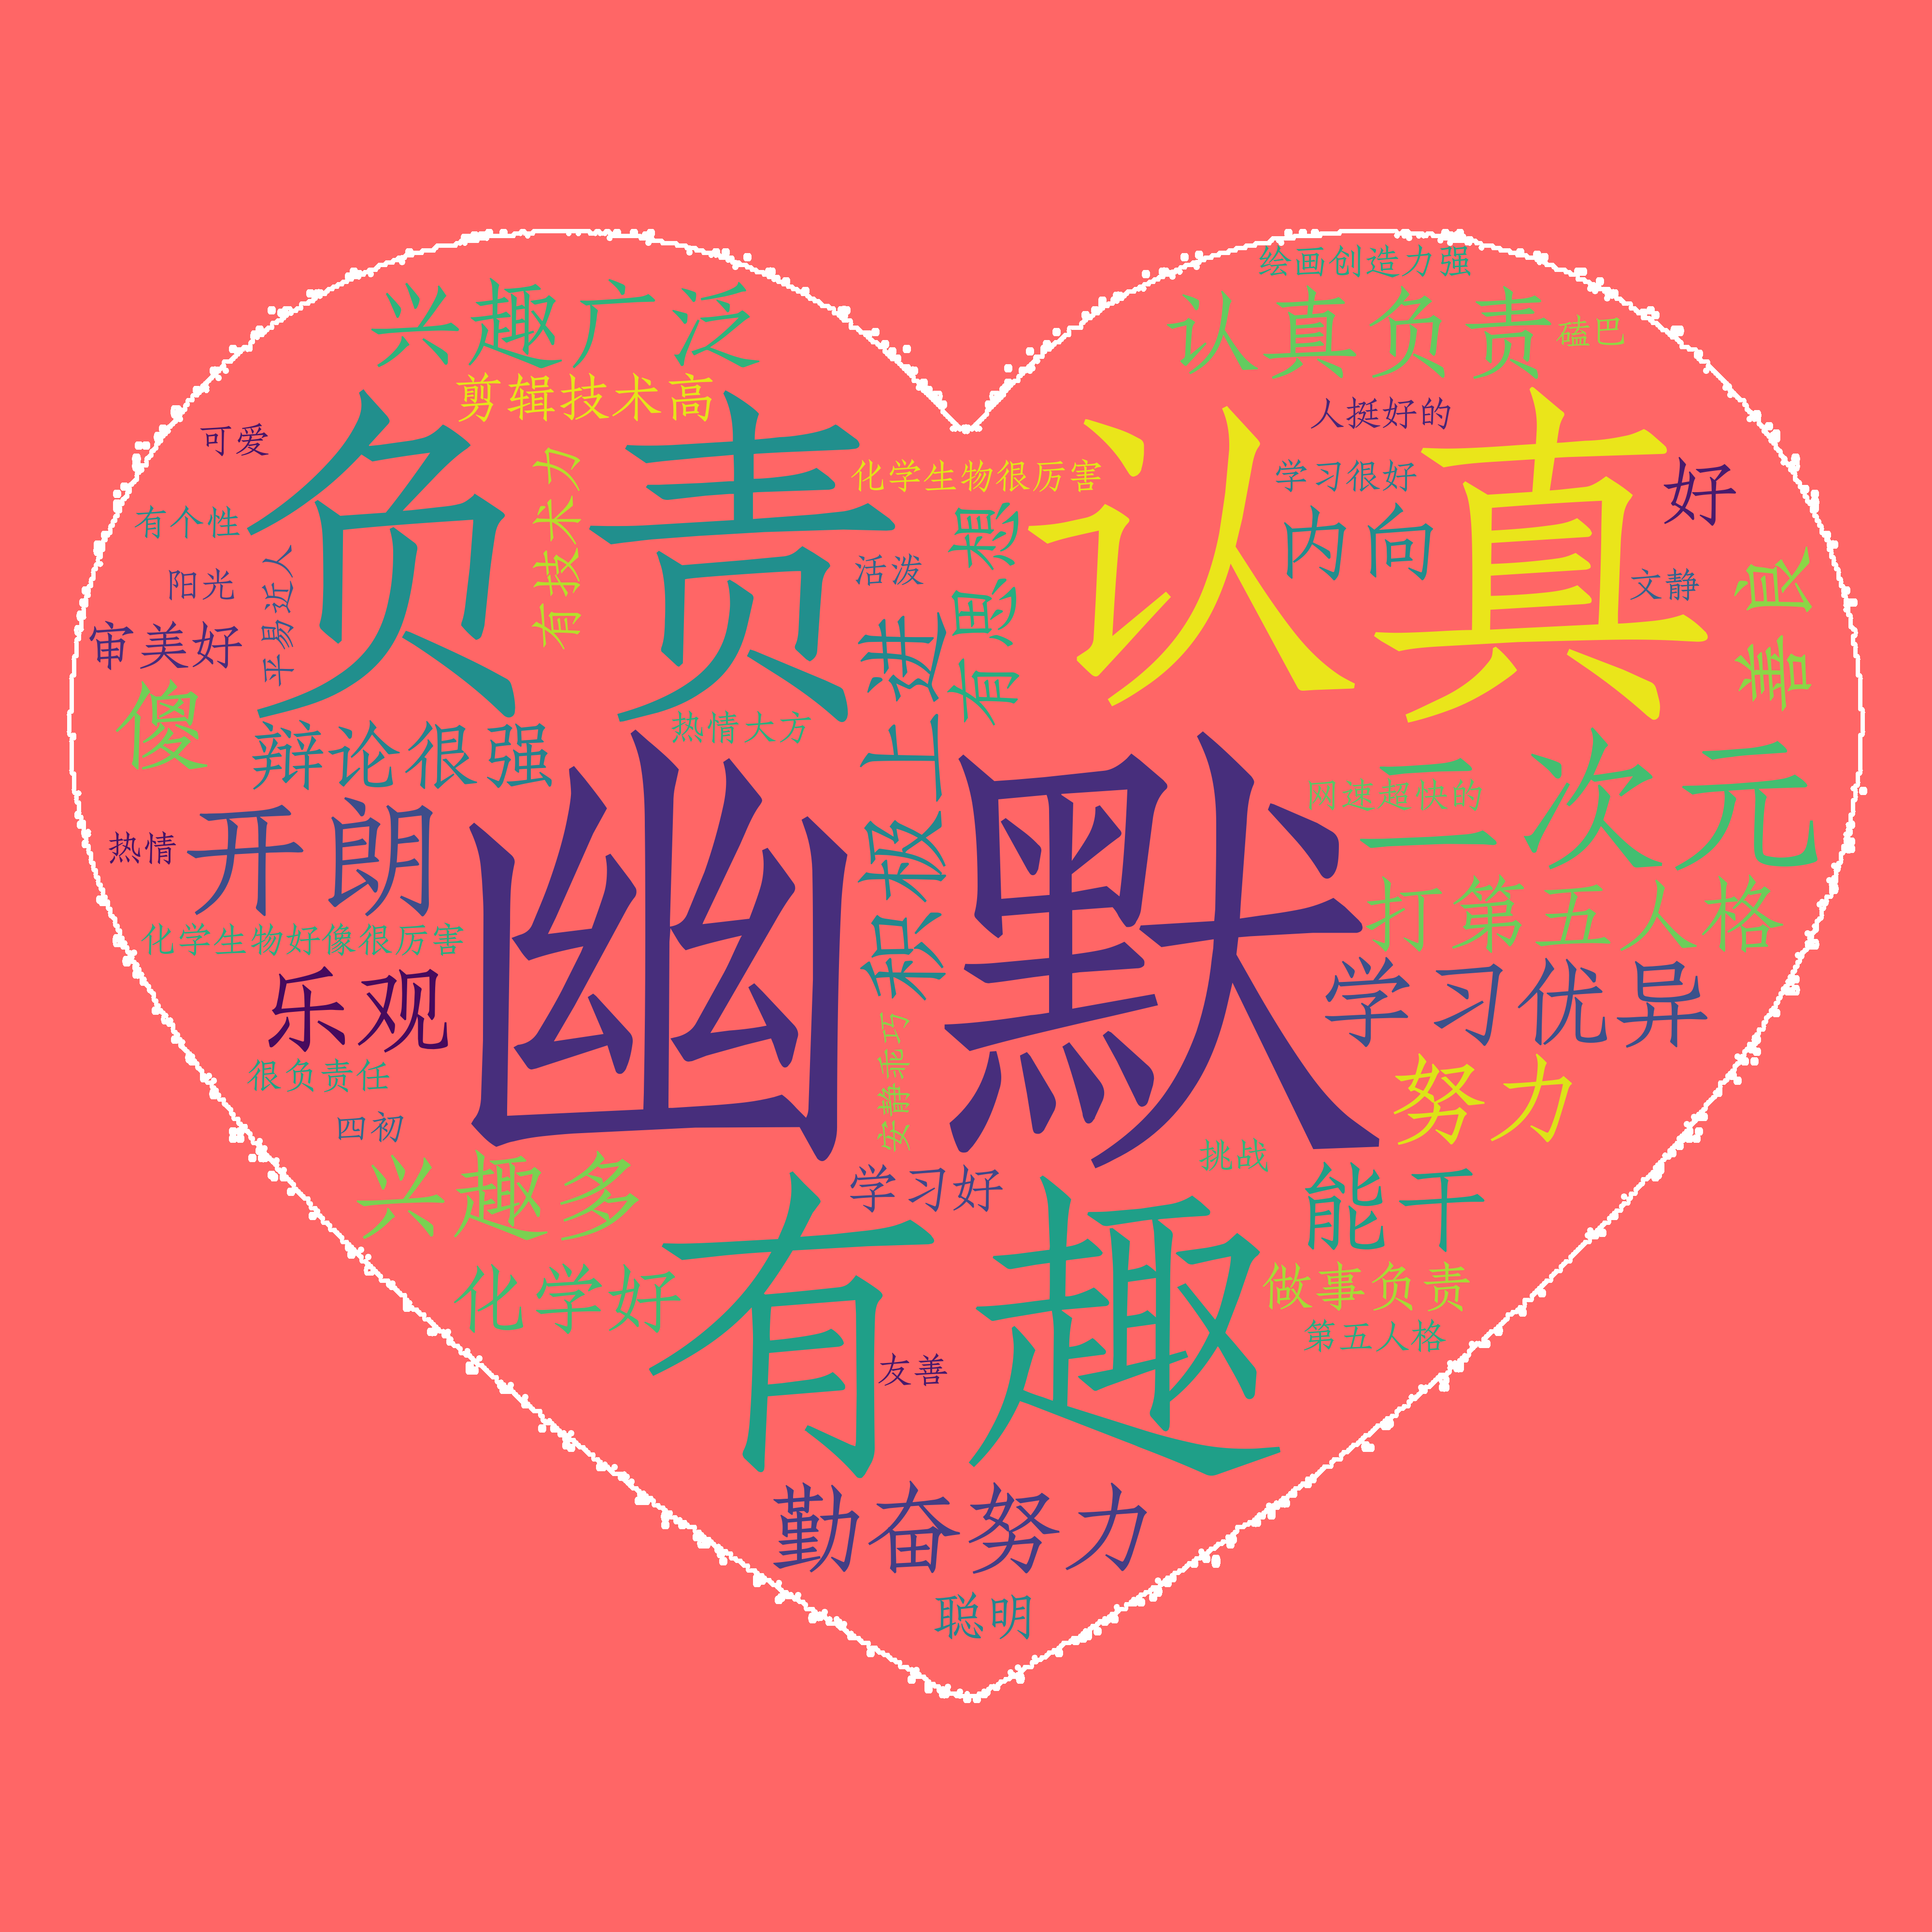 绘画创造力强
兴趣广泛
认真负责
磕巴
剪辑技术高
人挺好的
可爱
负责
认真
化学生物很厉害
学习很好
好
有个性
有技术力
内向
活泼
有思想
阳光
平易近人
文静
善良
审美好
积极上进
傻
热情大方
辩论很强
幽默
二次元
网速超快的
开朗
热情
打第五人格
化学生物好像很厉害
乐观
学习优异
很负责任
安静乖巧
努力
四初
挑战
兴趣多
学习好
有趣
能干
化学好
做事负责
第五人格
友善
勤奋努力
聪明